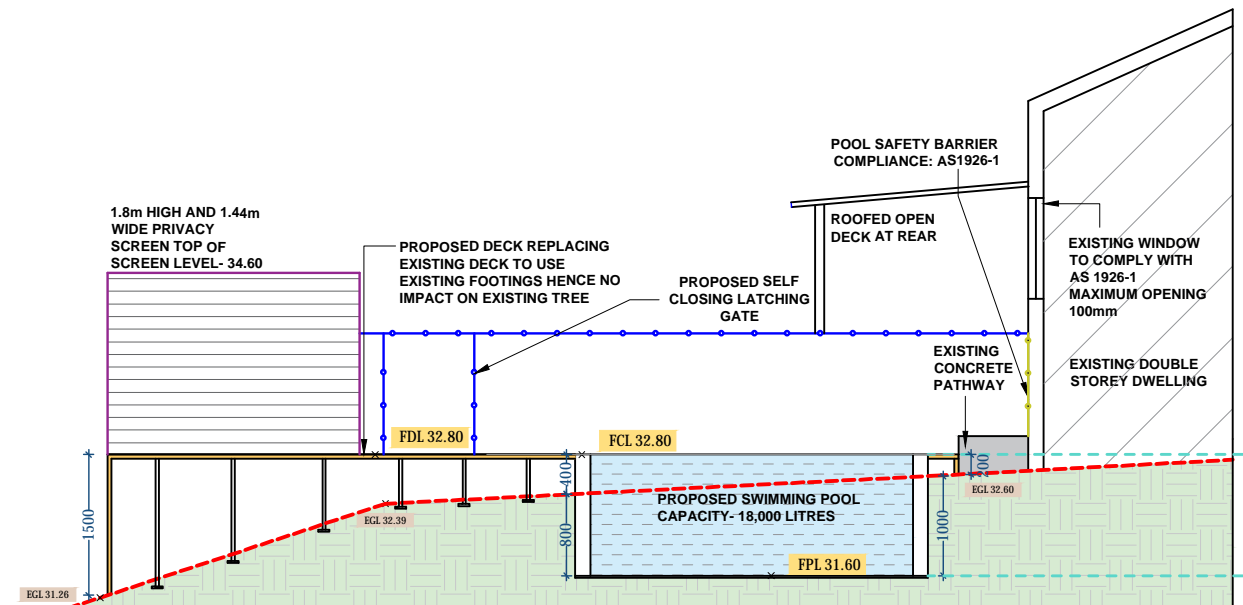 POOL SAFETY BARRIER
COMPLIANCE: AS1926-1
1.8m HIGH AND 1.44m
WIDE PRIVACY
SCREEN TOP OF
SCREEN LEVEL- 34.60
PROPOSED DECK REPLACING
EXISTING DECK TO USE
EXISTING FOOTINGS HENCE NO
IMPACT ON EXISTING TREE
PROPOSED SELF
CLOSING LATCHING
GATE
ROOFED OPEN
DECK AT REAR
EXISTING WINDOW
TO COMPLY WITH
AS 1926-1
MAXIMUM OPENING
100mm
EXISTING
CONCRETE
PATHWAY
EXISTING DOUBLE
STOREY DWELLING
FDL 32.80
FCL 32.80
400
200
EGL 32.60
1500
EGL 32.39
PROPOSED SWIMMING POOL
CAPACITY- 18,000 LITRES
800
1000
FPL 31.60
EGL 31.26